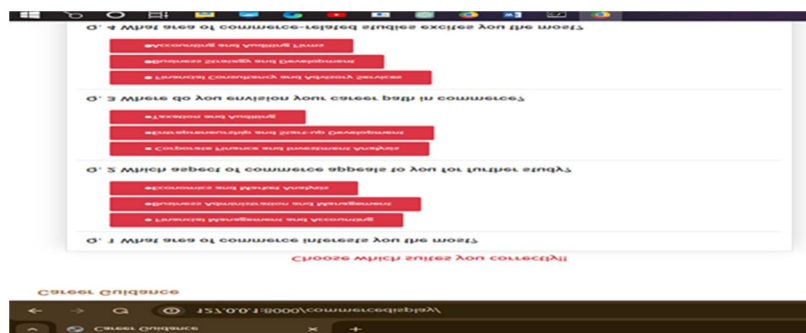 Career Guidance
127.0.0.1:8000/commercedisplay/
Career Guidance
Choose which suites you correctly!!
Q. 1 What area of commerce interests you the most?
● Financial Management and Accounting
●Business Administration and Management
●Economics and Market Analysis
Q. 2 Which aspect of commerce appeals to you for further study?
● Corporate Finance and Investment Analysis
●Entrepreneurship and Start-up Development
●Taxation and Auditing
Q. 3 Where do you envision your career path in commerce?
● Financial Consultancy and Advisory Services
●Business Strategy and Development
●Accounting and Auditing Firms
Q. 4 What area of commerce-related studies excites you the most?